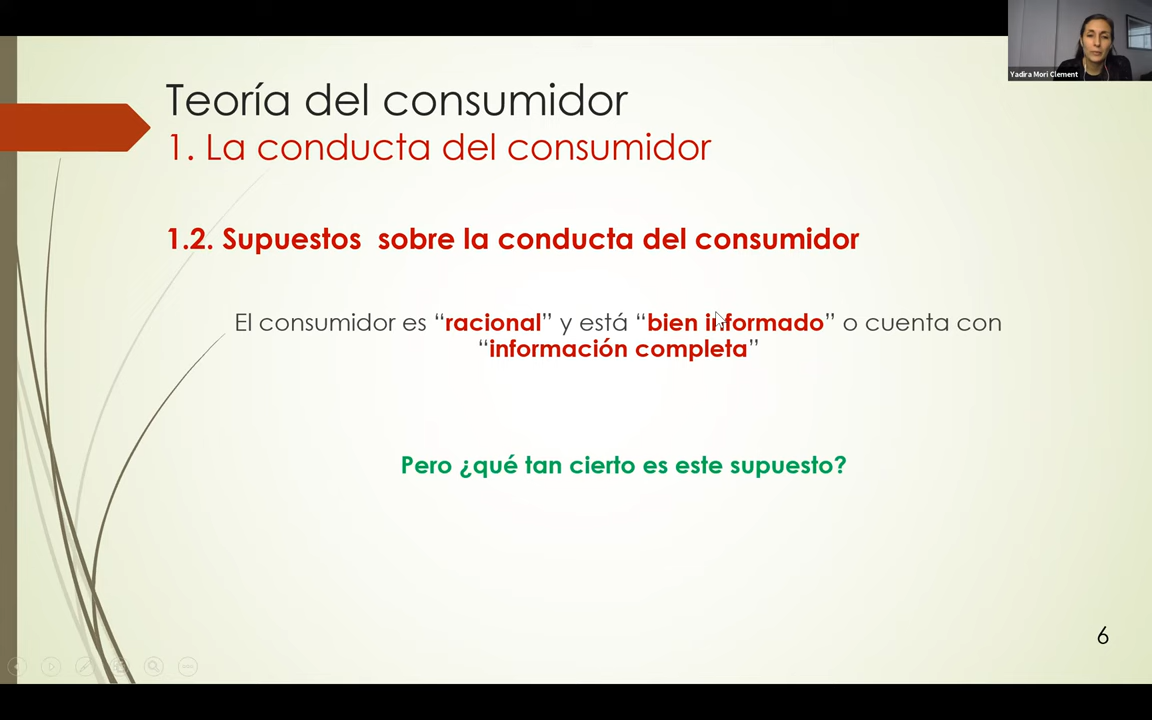 Yadira Mori Clement
Teoría del consumidor
1. La conducta del consumidor
1.2. Supuestos sobre la conducta del consumidor
El consumidor es “racional” y está “bien informado” o cuenta con
“información completa”
Pero ¿qué tan cierto es este supuesto?
6